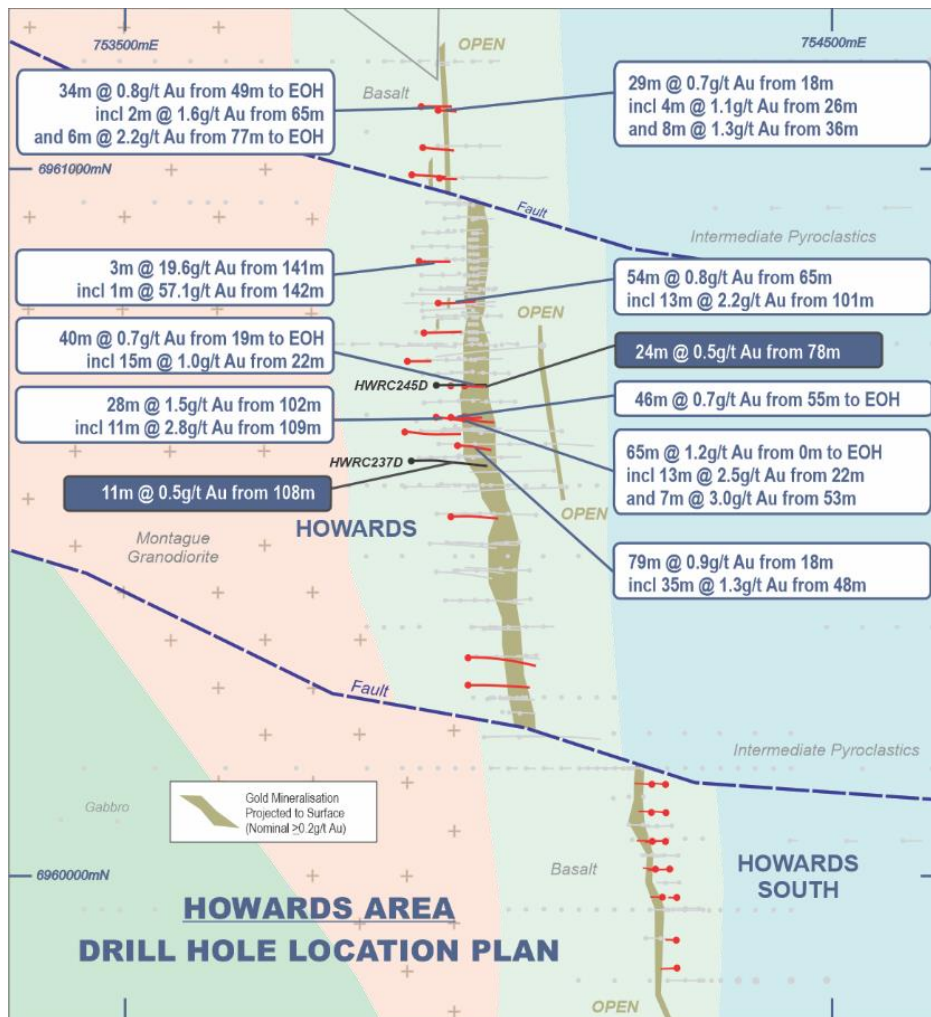 753500mE
754500mE
OPEN
34m @ 0.8g/t Au from 49m to EOH
incl 2m @ 1.6g/t Au from 65m
and 6m @ 2.2g/t Au from 77m to EOH
Basalt
29m @ 0.7g/t Au from 18m
incl 4m @ 1.1g/t Au from 26m
and 8m @ 1.3g/t Au from 36m
6961000mN
Fault
Intermediate Pyroclastics
3m @ 19.6g/t Au from 141m
incl 1m @ 57.1g/t Au from 142m
54m @ 0.8g/t Au from 65m
incl 13m @ 2.2g/t Au from 101m
OPEN
40m @ 0.7g/t Au from 19m to EOH
incl 15m @ 1.0g/t Au from 22m
24m @ 0.5g/t Au from 78m
HWRC245D
28m @ 1.5g/t Au from 102m
incl 11m @ 2.8g/t Au from 109m
46m @ 0.7g/t Au from 55m to EOH
65m @ 1.2g/t Au from 0m to EOH
incl 13m @ 2.5g/t Au from 22m
and 7m @ 3.0g/t Au from 53m
HWRC237D
11m @ 0.5g/t Au from 108m
OPEN
HOWARDS
Montague
Granodiorite
79m @ 0.9g/t Au from 18m
incl 35m @ 1.3g/t Au from 48m
Fault
Intermediate Pyroclastics
Gabbro
Gold Mineralisation
Projected to Surface
(Nominal ≥0.2g/t Au)
Basalt
HOWARDS
SOUTH
6960000mN
HOWARDS AREA
DRILL HOLE LOCATION PLAN
OPEN